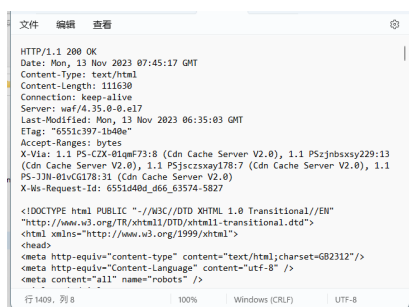 文件 编辑 查看
HTTP/1.1 200 OK
Date: Mon, 13 Nov 2023 07:45:17 GMT
Content-Type: text/html
Content-Length: 111630
Connection: keep-alive
Server: waf/4.35.0-0.el7
Last-Modified: Mon, 13 Nov 2023 06:35:03 GMT
ETag: "6551c397-1b40e"
Accept-Ranges: bytes
X-Via: 1.1 PS-CZX-01qmF73:8 (Cdn Cache Server V2.0), 1.1 PSzjnbsxsy229:13
(Cdn Cache Server V2.0), 1.1 PSjsczsxay178:7 (Cdn Cache Server V2.0), 1.1
PS-JJN-01vCG178:31 (Cdn Cache Server V2.0)
X-Ws-Request-Id: 6551d40d_d66_63574-5827
<!DOCTYPE html PUBLIC "-//W3C//DTD XHTML 1.0 Transitional//EN"
"http://www.w3.org/TR/xhtml1/DTD/xhtml1-transitional.dtd">
<html xmlns="http://www.w3.org/1999/xhtml">
<head>
<meta http-equiv="content-type" content="text/html;charset=GB2312"/>
<meta http-equiv="Content-Language" content="utf-8" />
<meta content="all" name="robots" />
行 1409，列 8 100% Windows (CRLF) UTF-8